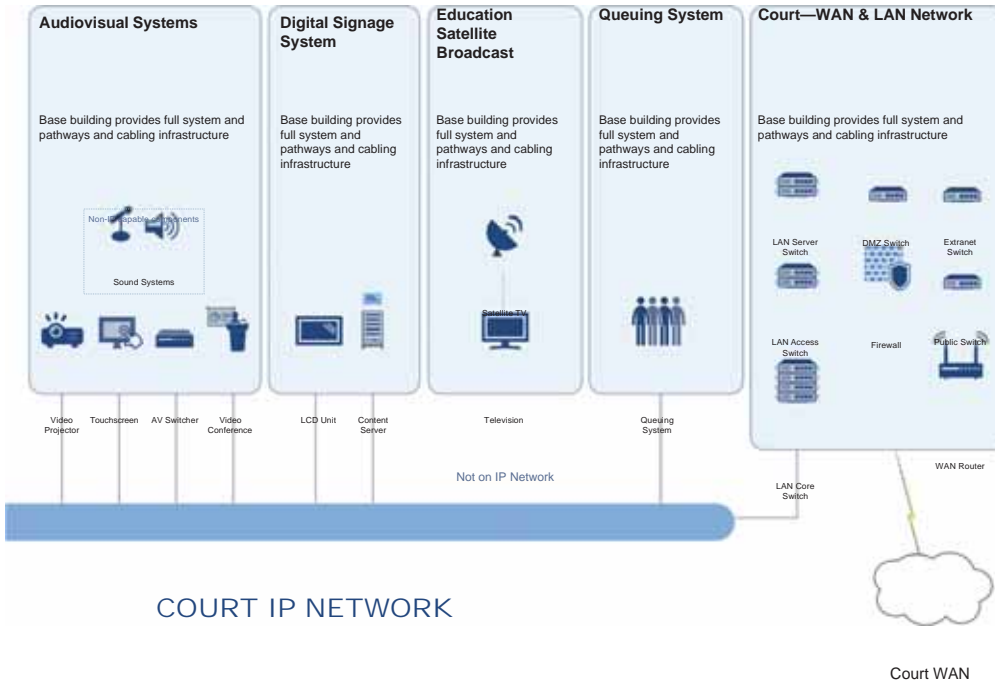 Audiovisual Systems
Base building provides full system and
pathways and cabling infrastructure
Non-IP capable components
Sound Systems
Video
Projector
Touchscreen
AV Switcher
Video
Conference
Digital Signage
System
Base building provides
full system and
pathways and cabling
infrastructure
LCD Unit
Content
Server
Education
Satellite
Broadcast
Base building provides
full system and
pathways and cabling
infrastructure
Satellite TV
Television
Not on IP Network
Queuing System
Base building provides
full system and
pathways and cabling
infrastructure
Queuing
System
Court—WAN & LAN Network
Base building provides full system and
pathways and cabling infrastructure
LAN Server
Switch
DMZ Switch
Extranet
Switch
LAN Access
Switch
Firewall
Public Switch
LAN Core
Switch
WAN Router
COURT IP NETWORK
Court WAN